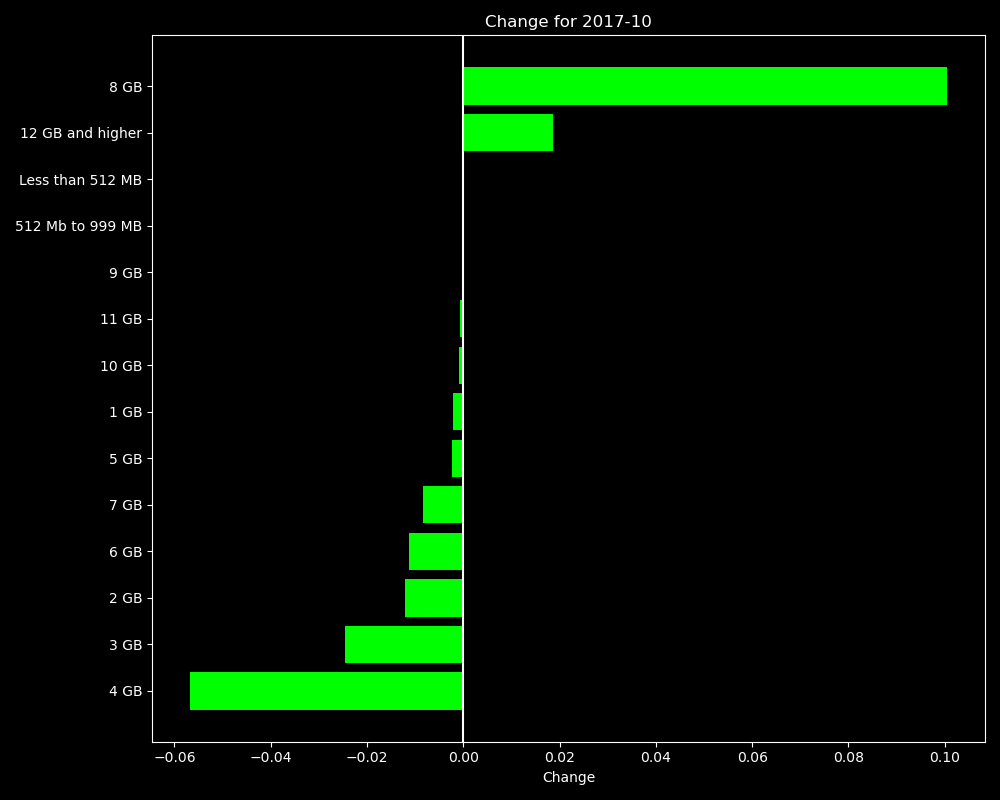 Change for 2017-10
8 GB
12 GB and higher
Less than 512 MB
512 Mb to 999 MB
9 GB
11 GB
10 GB
1 GB
5 GB
7 GB
6 GB
2 GB
3 GB
4 GB
−0.06 −0.04 −0.02 0.00 0.02 0.04 0.06 0.08 0.10
Change